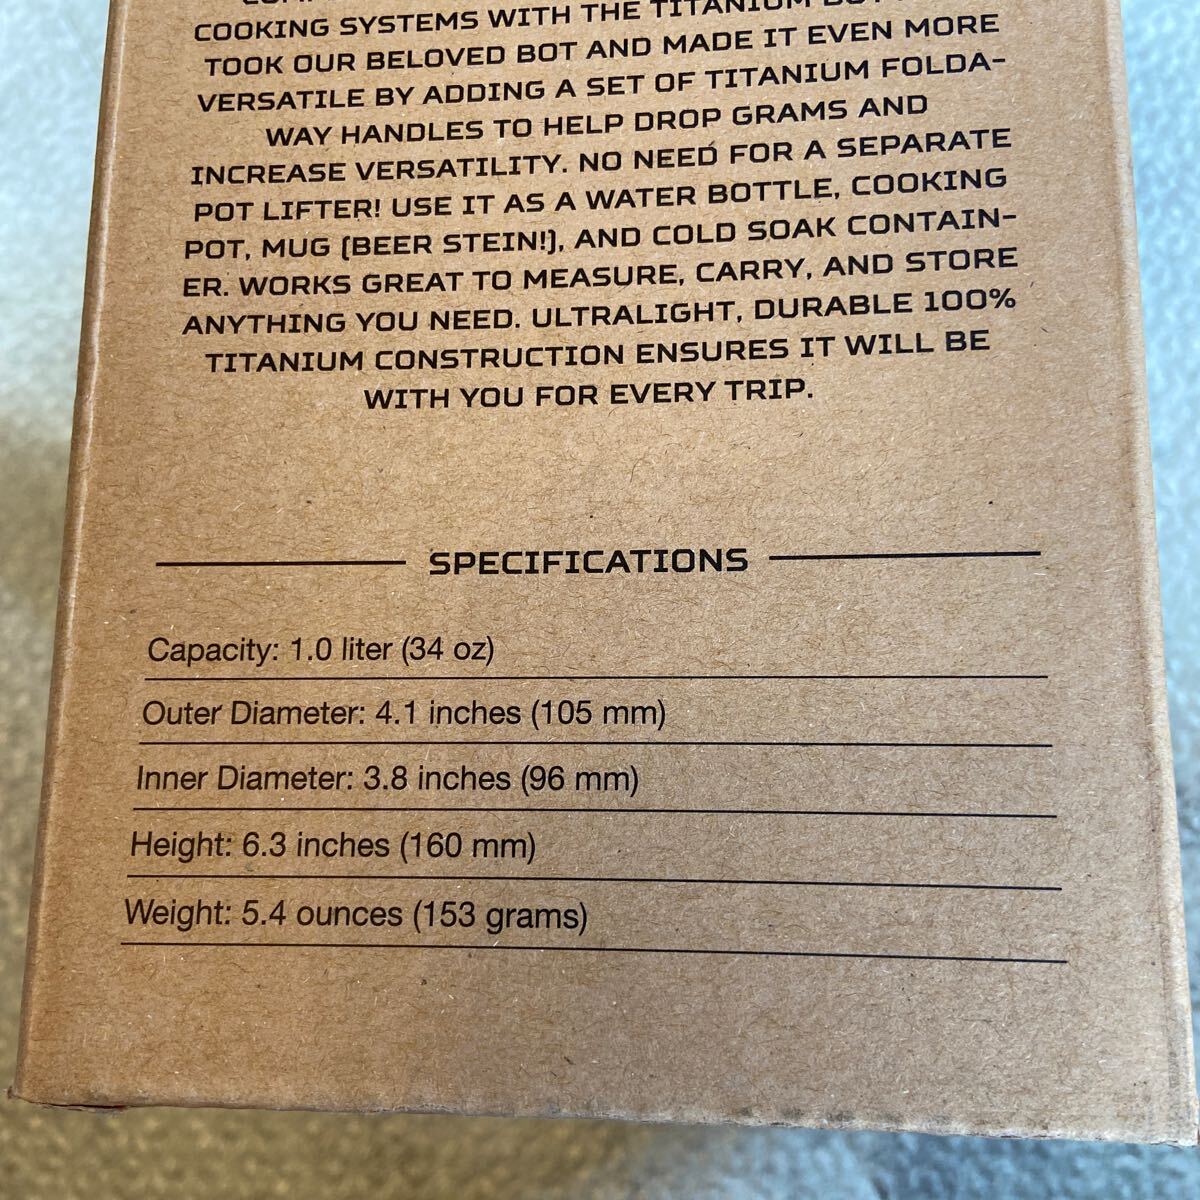 COOKING SYSTEMS WITH THE TITANIUM
TOOK OUR BELOVED BOT AND MADE IT EVEN MORE
VERSATILE BY ADDING A SET OF TITANIUM FOLDA-
WAY HANDLES TO HELP DROP GRAMS AND
INCREASE VERSATILITY. NO NEED FOR A SEPARATE
POT LIFTER! USE IT AS A WATER BOTTLE, COOKING
POT, MUG (BEER STEIN!), AND COLD SOAK CONTAIN-
ER. WORKS GREAT TO MEASURE, CARRY, AND STORE
ANYTHING YOU NEED. ULTRALIGHT, DURABLE 100%
TITANIUM CONSTRUCTION ENSURES IT WILL BE
WITH YOU FOR EVERY TRIP.
SPECIFICATIONS
Capacity: 1.0 liter (34 oz)
Outer Diameter: 4.1 inches (105 mm)
Inner Diameter: 3.8 inches (96 mm)
Height: 6.3 inches (160 mm)
Weight: 5.4 ounces (153 grams)